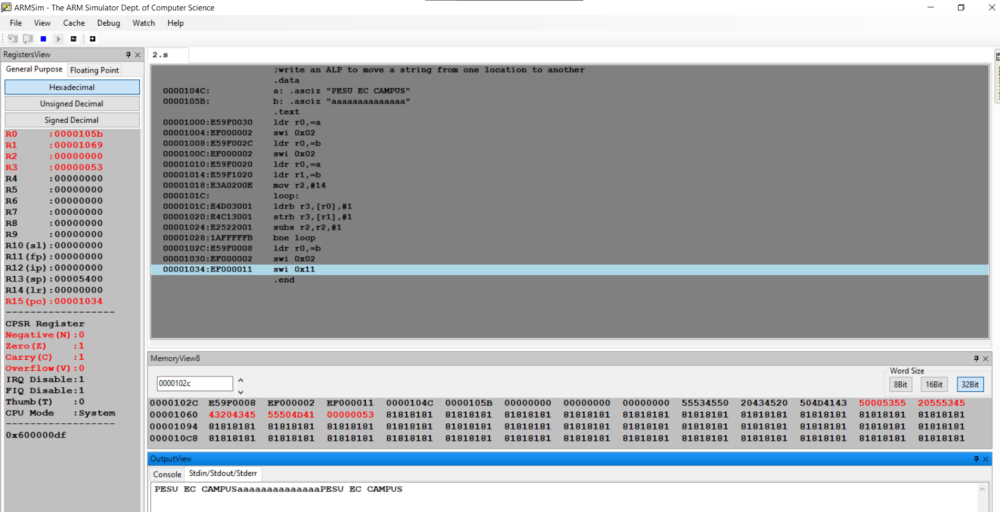 ARMSim - The ARM Simulator Dept. of Computer Science
File View Cache Debug Watch Help
RegistersView
General Purpose Floating Point
Hexadecimal
Unsigned Decimal
Signed Decimal
R0 :0000105b
R1 :00001069
R2 :00000000
R3 :00000053
R4 :00000000
R5 :00000000
R6 :00000000
R7 :00000000
R8 :00000000
R9 :00000000
R10(sl):00000000
R11(fp):00000000
R12(ip):00000000
R13(sp):00005400
R14(lr):00000000
R15(pc):00001034
------------------
CPSR Register
Negative(N):0
Zero(Z) :1
Carry(C) :1
Overflow(V):0
IRQ Disable:1
FIQ Disable:1
Thumb(T) :0
CPU Mode :System
------------------
0x600000df
2.s
;write an ALP to move a string from one location to another
.data
0000104C: a: .asciz "PESU EC CAMPUS"
0000105B: b: .asciz "aaaaaaaaaaaaaa"
.text
00001000:E59F0030 ldr r0,=a
00001004:EF000002 swi 0x02
00001008:E59F002C ldr r0,=b
0000100C:EF000002 swi 0x02
00001010:E59F0020 ldr r0,=a
00001014:E59F1020 ldr r1,=b
00001018:E3A0200E mov r2,#14
0000101C: loop:
0000101C:E4D03001 ldrb r3,[r0],#1
00001020:E4C13001 strb r3,[r1],#1
00001024:E2522001 subs r2,r2,#1
00001028:1AFFFFFB bne loop
0000102C:E59F0008 ldr r0,=b
00001030:EF000002 swi 0x02
00001034:EF000011 swi 0x11
.end
MemoryView8
0000102c
Word Size
8Bit 16Bit 32Bit
0000102C E59F0008 EF000002 EF000011 0000104C 0000105B 00000000 00000000 00000000 55534550 20434520 504D4143 50005355 20555345
00001060 43204345 55504D41 00000053 81818181 81818181 81818181 81818181 81818181 81818181 81818181 81818181 81818181 81818181
00001094 81818181 81818181 81818181 81818181 81818181 81818181 81818181 81818181 81818181 81818181 81818181 81818181 81818181
000010C8 81818181 81818181 81818181 81818181 81818181 81818181 81818181 81818181 81818181 81818181 81818181 81818181 81818181
OutputView
Console Stdin/Stdout/Stderr
PESU EC CAMPUSaaaaaaaaaaaaaaPESU EC CAMPUS